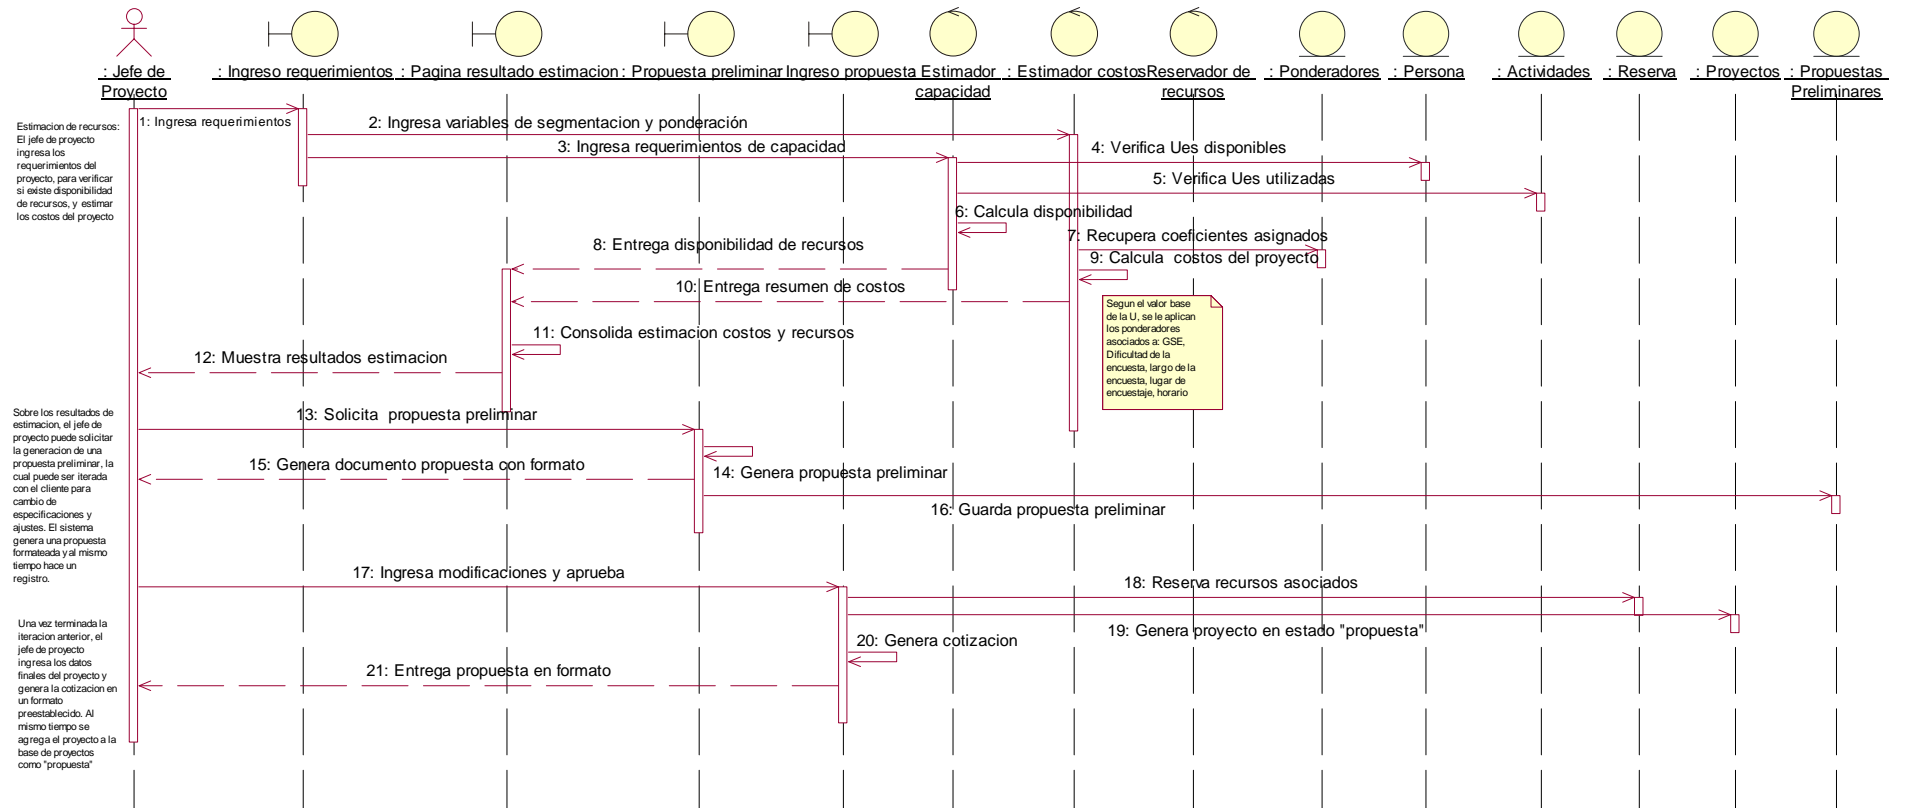 : Jefe de
Proyecto
: Ingreso requerimientos
: Pagina resultado estimacion
: Propuesta preliminar
: Ingreso propuesta
Estimador
capacidad
: Estimador costos
Reservador de
recursos
: Ponderadores
: Persona
: Actividades
: Reserva
: Proyectos
: Propuestas
Preliminares
Estimacion de recursos:
El jefe de proyecto
ingresa los
requerimientos del
proyecto, para verificar
si existe disponibilidad
de recursos, y estimar
los costos del proyecto
1: Ingresa requerimientos
2: Ingresa variables de segmentacion y ponderación
3: Ingresa requerimientos de capacidad
4: Verifica Ues disponibles
5: Verifica Ues utilizadas
6: Calcula disponibilidad
7: Recupera coeficientes asignados
8: Entrega disponibilidad de recursos
9: Calcula costos del proyecto
10: Entrega resumen de costos
Segun el valor base
de la U, se le aplican
los ponderadores
asociados a: GSE,
Dificultad de la
encuesta, largo de la
encuesta, lugar de
encuestaje, horario
11: Consolida estimacion costos y recursos
12: Muestra resultados estimacion
Sobre los resultados de
estimacion, el jefe de
proyecto puede solicitar
la generacion de una
propuesta preliminar, la
cual puede ser iterada
con el cliente para
cambio de
especificaciones y
ajustes. El sistema
genera una propuesta
formateada y al mismo
tiempo hace un
registro.
13: Solicita propuesta preliminar
14: Genera propuesta preliminar
15: Genera documento propuesta con formato
16: Guarda propuesta preliminar
17: Ingresa modificaciones y aprueba
18: Reserva recursos asociados
19: Genera proyecto en estado "propuesta"
20: Genera cotizacion
21: Entrega propuesta en formato
Una vez terminada la
iteracion anterior, el
jefe de proyecto
ingresa los datos
finales del proyecto y
genera la cotizacion en
un formato
preestablecido. Al
mismo tiempo se
agrega el proyecto a la
base de proyectos
como "propuesta"